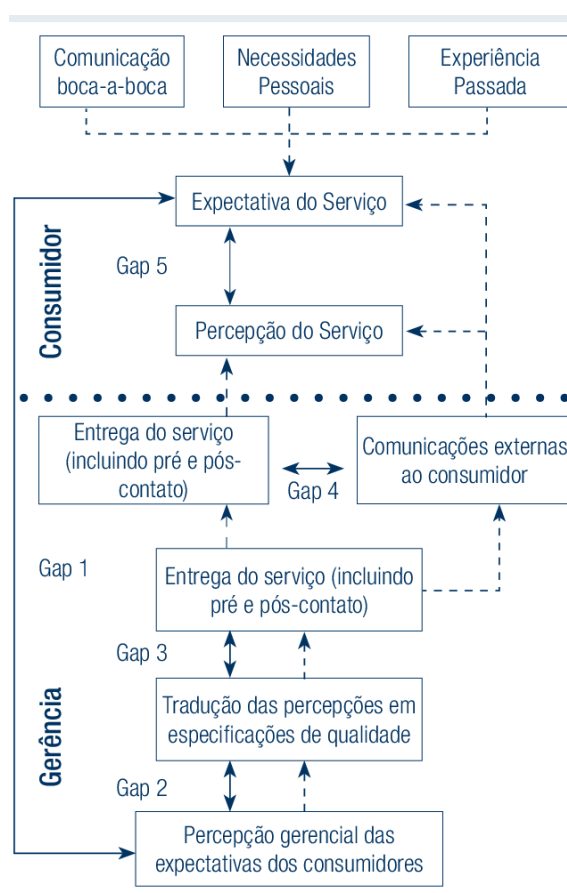 Comunicação
boca-a-boca
Necessidades
Pessoais
Experiência
Passada
Expectativa do Serviço
Consumidor
Gap 5
Percepção do Serviço
Entrega do serviço
(incluindo pré e pós-
contato)
Gap 4
Comunicações externas
ao consumidor
Gap 1
Entrega do serviço (incluindo
pré e pós-contato)
Gap 3
Gerência
Tradução das percepções em
especificações de qualidade
Gap 2
Percepção gerencial das
expectativas dos consumidores